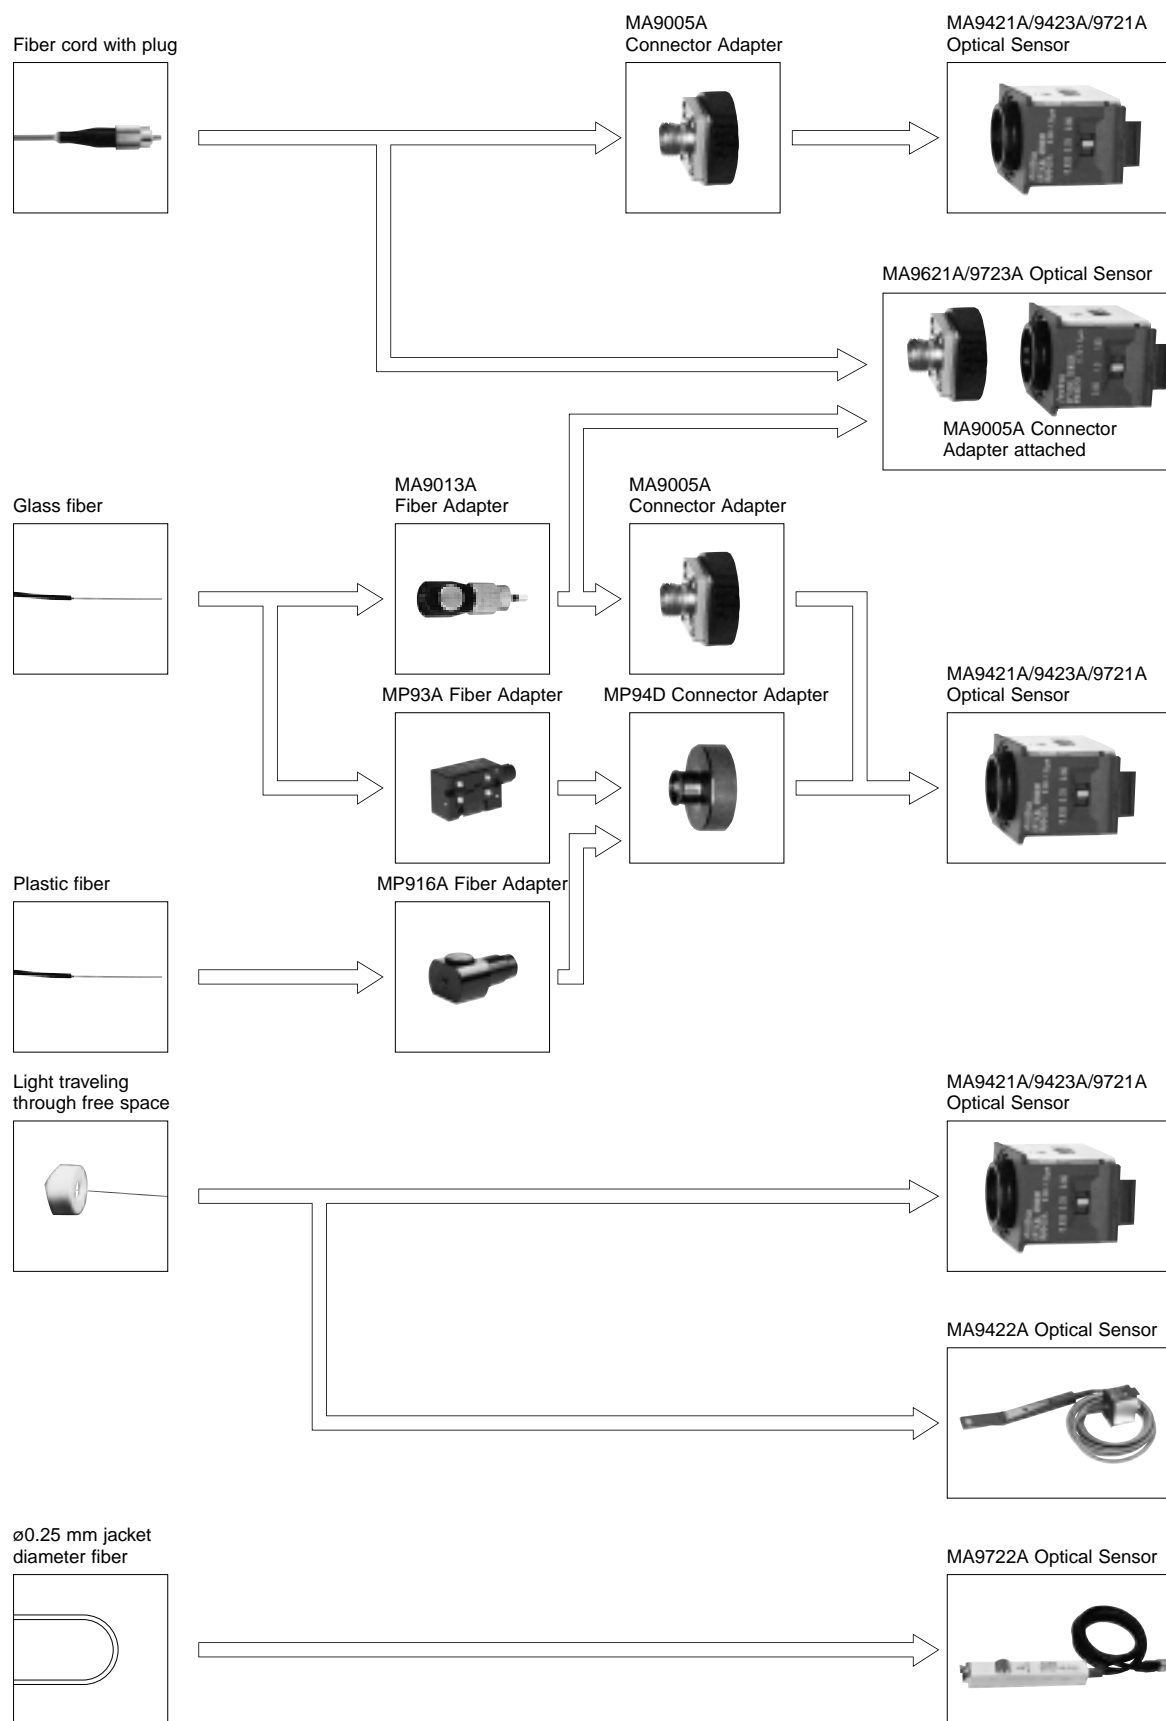 Fiber cord with plug
MA9005A
Connector Adapter
MA9421A/9423A/9721A
Optical Sensor
MA9621A/9723A Optical Sensor
MA9005A Connector
Adapter attached
Glass fiber
MA9013A
Fiber Adapter
MA9005A
Connector Adapter
MP93A Fiber Adapter
MP94D Connector Adapter
MA9421A/9423A/9721A
Optical Sensor
Plastic fiber
MP916A Fiber Adapter
Light traveling
through free space
MA9421A/9423A/9721A
Optical Sensor
MA9422A Optical Sensor
ø0.25 mm jacket
diameter fiber
MA9722A Optical Sensor